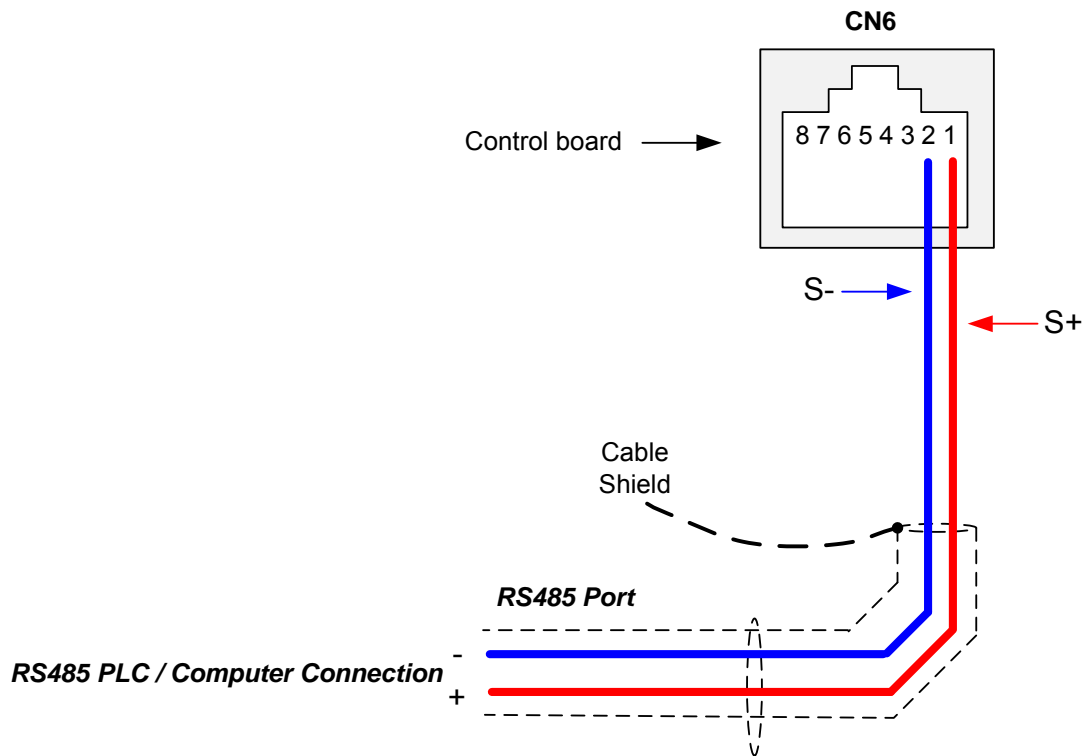 CN6
Control board
8 7 6 5 4 3 2 1
S-
S+
Cable
Shield
RS485 Port
-
RS485 PLC / Computer Connection
+